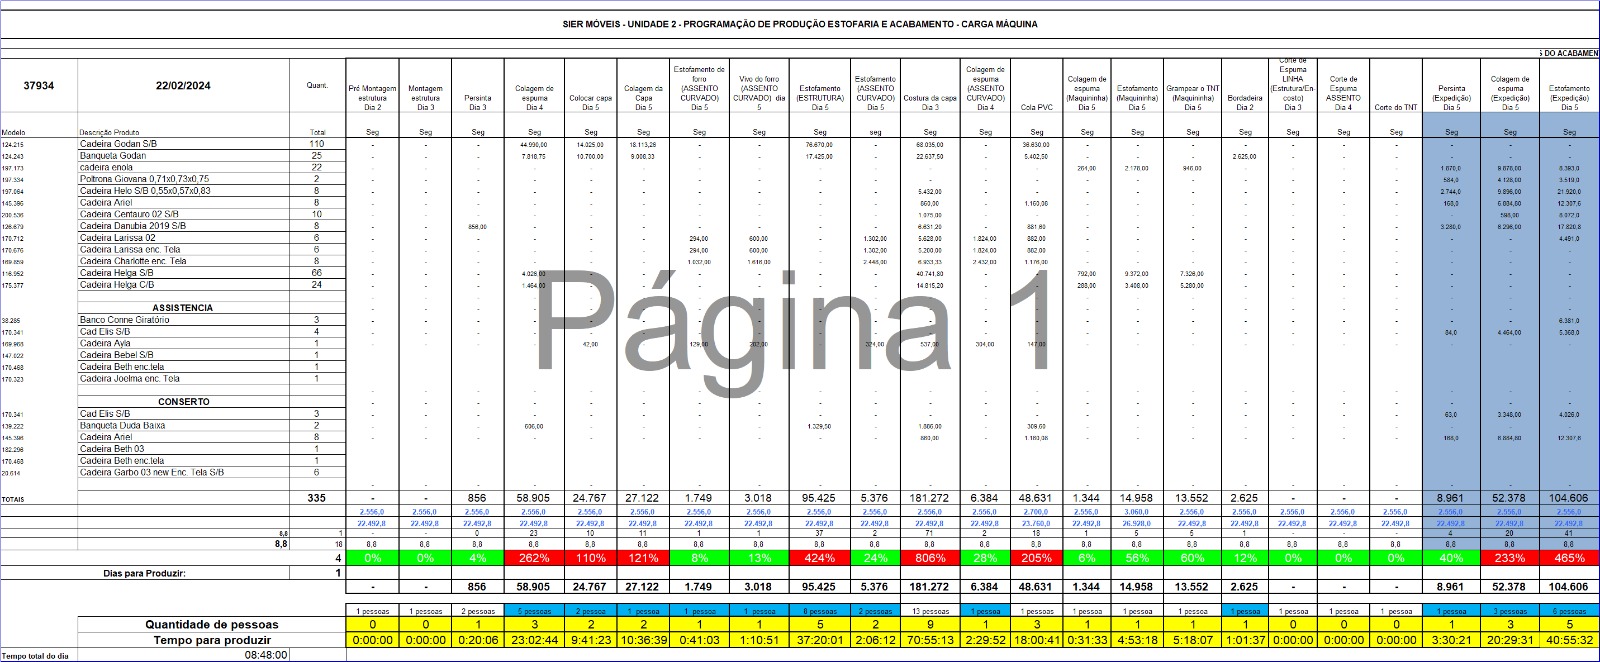 SIER MÓVEIS - UNIDADE 2 - PROGRAMAÇÃO DE PRODUÇÃO ESTOFARIA E ACABAMENTO - CARGA MÁQUINA
S DO ACABAMEN
37934 22/02/2024 Quant. Pré Montagem estrutura Dia 2 Montagem estrutura Dia 3 Persinta Dia 3 Colagem de espuma Dia 4 Colocar capa Dia 5 Colagem da Capa Dia 5 Estofamento de forro (ASSENTO CURVADO) Dia 5 Vivo do forro (ASSENTO CURVADO) dia 5 Estofamento (ESTRUTURA) Dia 5 Estofamento (ASSENTO CURVADO) Dia 5 Costura da capa Dia 3 Colagem de espuma (ASSENTO CURVADO) Dia 4 Cola PVC Colagem de espuma (Maquininha) Dia 5 Estofamento (Maquininha) Dia 5 Grampear o TNT (Maquininha) Dia 5 Bordadeira Dia 2 Corte de Espuma LINHA (Estrutura/Encosto) Dia 3 Corte de Espuma ASSENTO Dia 4 Corte do TNT Persinta (Expedição) Dia 5 Colagem de espuma (Expedição) Dia 5 Estofamento (Expedição) Dia 5
Modelo Descrição Produto Total Seg Seg Seg Seg Seg Seg Seg Seg Seg seg Seg Seg Seg Seg Seg Seg Seg Seg Seg Seg Seg Seg Seg
124.215 Cadeira Godan S/B 110 - - - 44.990,00 14.025,00 18.113,26 - - 76.670,00 - 68.035,00 - 36.630,00 - - - - - - - - - -
124.243 Banqueta Godan 25 - - - 7.818,75 10.700,00 9.008,33 - - 17.425,00 - 22.637,50 - 5.402,50 - - - 2.625,00 - - - - - -
197.173 cadeira enola 22 - - - - - - - - - - - - - 264,00 2.178,00 946,00 - - - - 1.870,0 9.878,00 8.393,0
197.334 Poltrona Giovana 0,71x0,73x0,75 2 - - - - - - - - - - - - - - - - - - - - 584,0 4.128,00 3.519,0
197.064 Cadeira Helo S/B 0,55x0,57x0,83 8 - - - - - - - - - - 5.432,00 - - - - - - - - - 2.744,0 9.896,00 21.920,0
145.396 Cadeira Ariel 8 - - - - - - - - - - 860,00 - 1.160,08 - - - - - - - 168,0 6.884,80 12.307,6
200.536 Cadeira Centauro 02 S/B 10 - - - - - - - - - - 1.075,00 - - - - - - - - - - 598,00 6.072,0
126.679 Cadeira Danubia 2019 S/B 8 - - 856,00 - - - - - - - 6.631,20 - 881,60 - - - - - - - 3.280,0 6.296,00 17.820,8
170.712 Cadeira Larissa 02 6 - - - - - - 294,00 600,00 - 1.302,00 5.628,00 1.824,00 882,00 - - - - - - - - - 4.491,0
170.676 Cadeira Larissa enc. Tela 6 - - - - - - 294,00 600,00 - 1.302,00 5.200,00 1.824,00 882,00 - - - - - - - - - -
169.859 Cadeira Charlotte enc. Tela 8 - - - - - - 1.032,00 1.616,00 - 2.448,00 6.933,33 2.432,00 1.176,00 - - - - - - - - - -
116.952 Cadeira Helga S/B 66 - - - 4.026,00 - - - - - - 40.741,80 - - 792,00 9.372,00 7.326,00 - - - - - - -
175.377 Cadeira Helga C/B 24 - - - 1.464,00 - - - - - - 14.815,20 - - 288,00 3.408,00 5.280,00 - - - - - - -
ASSISTENCIA
38.265 Banco Conne Giratório 3 - - - - - - - - - - - - - - - - - - - - - - 6.381,0
170.341 Cad Elis S/B 4 - - - - - - - - - - - - - - - - - - - - 84,0 4.464,00 5.368,0
169.968 Cadeira Ayla 1 - - - - 42,00 - 129,00 202,00 - 324,00 537,00 304,00 147,00 - - - - - - - - - -
147.022 Cadeira Bebel S/B 1 - - - - - - - - - - - - - - - - - - - - - - -
170.468 Cadeira Beth enc.tela 1 - - - - - - - - - - - - - - - - - - - - - - -
170.323 Cadeira Joelma enc. Tela 1 - - - - - - - - - - - - - - - - - - - - - - -
CONSERTO
170.341 Cad Elis S/B 3 - - - - - - - - - - - - - - - - - - - - 63,0 3.348,00 4.026,0
139.222 Banqueta Duda Baixa 2 - - - 606,00 - - - - 1.329,50 - 1.886,00 - 309,60 - - - - - - - - - -
145.396 Cadeira Ariel 8 - - - - - - - - - - 860,00 - 1.160,08 - - - - - - - 168,0 6.884,80 12.307,6
182.296 Cadeira Beth 03 1 - - - - - - - - - - - - - - - - - - - - - - -
170.468 Cadeira Beth enc.tela 1 - - - - - - - - - - - - - - - - - - - - - - -
20.614 Cadeira Garbo 03 new Enc. Tela S/B 6 - - - - - - - - - - - - - - - - - - - - - - -
TOTAIS 335 - - 856 58.905 24.767 27.122 1.749 3.018 95.425 5.376 181.272 6.384 48.631 1.344 14.958 13.552 2.625 - - - 8.961 52.378 104.606
2.556,0 2.556,0 2.556,0 2.556,0 2.556,0 2.556,0 2.556,0 2.556,0 2.556,0 2.556,0 2.556,0 2.556,0 2.700,0 2.556,0 3.060,0 2.556,0 2.556,0 2.556,0 2.556,0 2.556,0 2.556,0 2.556,0 2.556,0
22.492,8 22.492,8 22.492,8 22.492,8 22.492,8 22.492,8 22.492,8 22.492,8 22.492,8 22.492,8 22.492,8 22.492,8 23.760,0 22.492,8 26.928,0 22.492,8 22.492,8 22.492,8 22.492,8 22.492,8 22.492,8 22.492,8 22.492,8
8,8 1 - - 0 23 10 11 1 1 37 2 71 2 18 1 5 5 1 - - - 4 20 41
8,8 18 8,8 8,8 8,8 8,8 8,8 8,8 8,8 8,8 8,8 8,8 8,8 8,8 8,8 8,8 8,8 8,8 8,8 8,8 8,8 8,8 8,8 8,8 8,8
4 0% 0% 4% 262% 110% 121% 8% 13% 424% 24% 806% 28% 205% 6% 56% 60% 12% 0% 0% 0% 40% 233% 465%
Dias para Produzir: 1
- - 856 58.905 24.767 27.122 1.749 3.018 95.425 5.376 181.272 6.384 48.631 1.344 14.958 13.552 2.625 - - - 8.961 52.378 104.606
1 pessoas 1 pessoas 2 pessoas 5 pessoas 2 pessoas 1 pessoa 1 pessoas 1 pessoas 6 pessoas 2 pessoas 13 pessoas 1 pessoa 1 pessoas 1 pessoas 1 pessoas 1 pessoas 1 pessoa 1 pessoa 1 pessoa 1 pessoa 1 pessoa 3 pessoas 6 pessoas
Quantidade de pessoas 0 0 1 3 2 2 1 1 5 2 9 1 3 1 1 1 1 0 0 0 1 3 5
Tempo para produzir 0:00:00 0:00:00 0:20:06 23:02:44 9:41:23 10:36:39 0:41:03 1:10:51 37:20:01 2:06:12 70:55:13 2:29:52 18:00:41 0:31:33 4:53:18 5:18:07 1:01:37 0:00:00 0:00:00 0:00:00 3:30:21 20:29:31 40:55:32
Tempo total do dia 08:48:00
Página 1